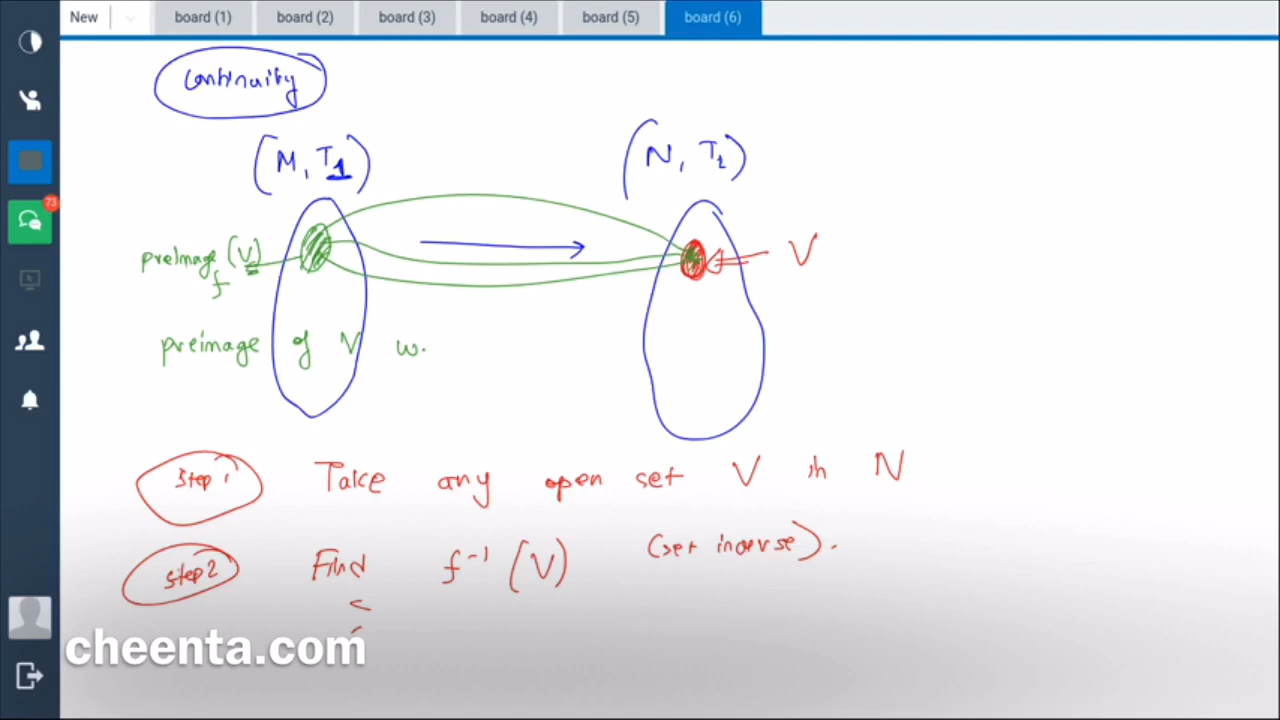 New board (1) board (2) board (3) board (4) board (5) board (6)
Continuity
(M, T1) (N, T2)
preimage f (V) V
preimage of V w.
Step 1 Take any open set V in N
Step 2 Find f⁻¹ (V) (set inverse).
73
cheenta.com